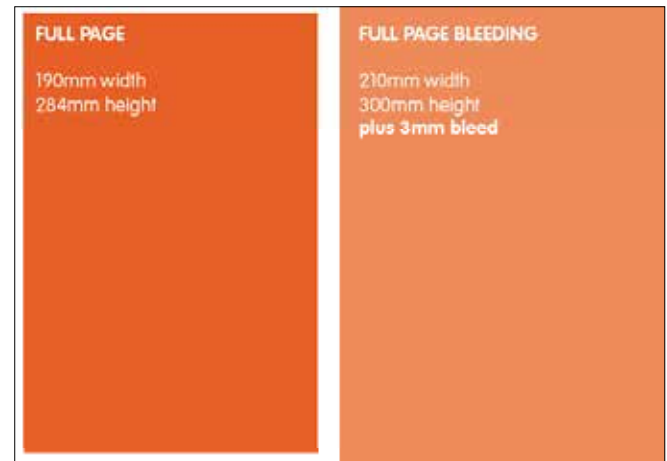 FULL PAGE
190mm width
284mm height
FULL PAGE BLEEDING
210mm width
300mm height
plus 3mm bleed